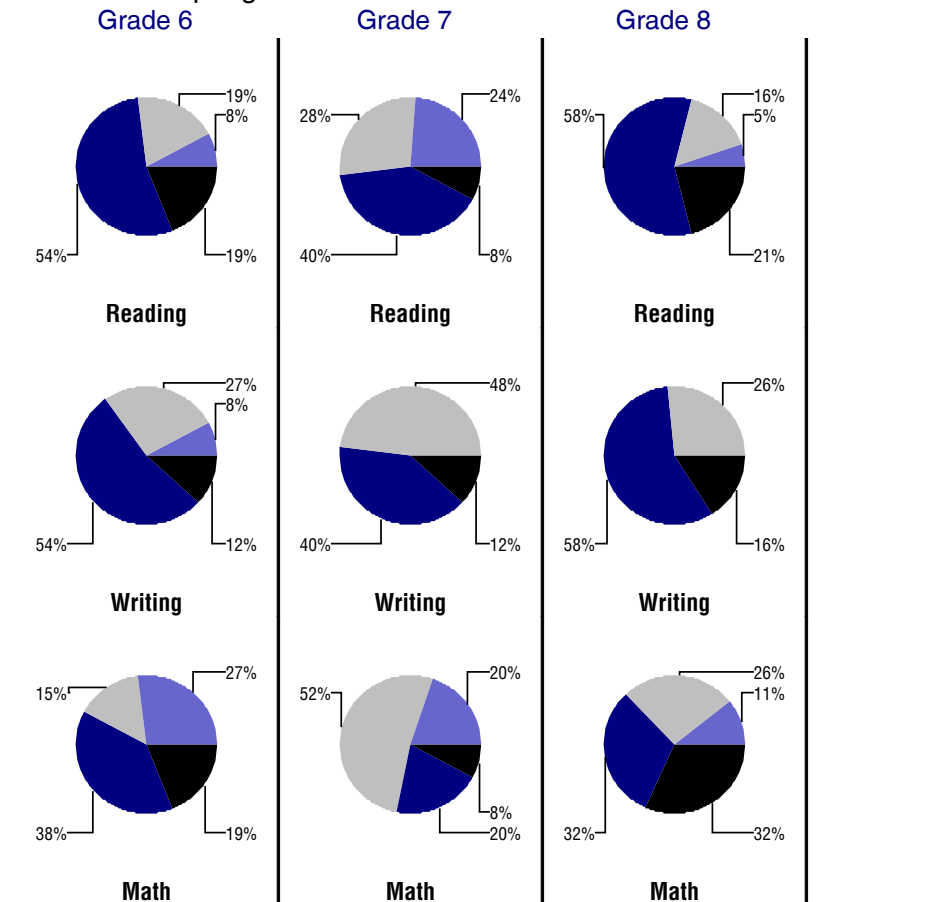 Grade 6 Grade 7 Grade 8
19% 24% 16%
8% 28% 58% 5%
54% 19% 40% 8% 21%
Reading Reading Reading
27% 48% 26%
8%
54% 12% 40% 12% 58% 16%
Writing Writing Writing
27% 20% 26%
15% 52% 11%
8%
38% 19% 20% 32% 32%
Math Math Math